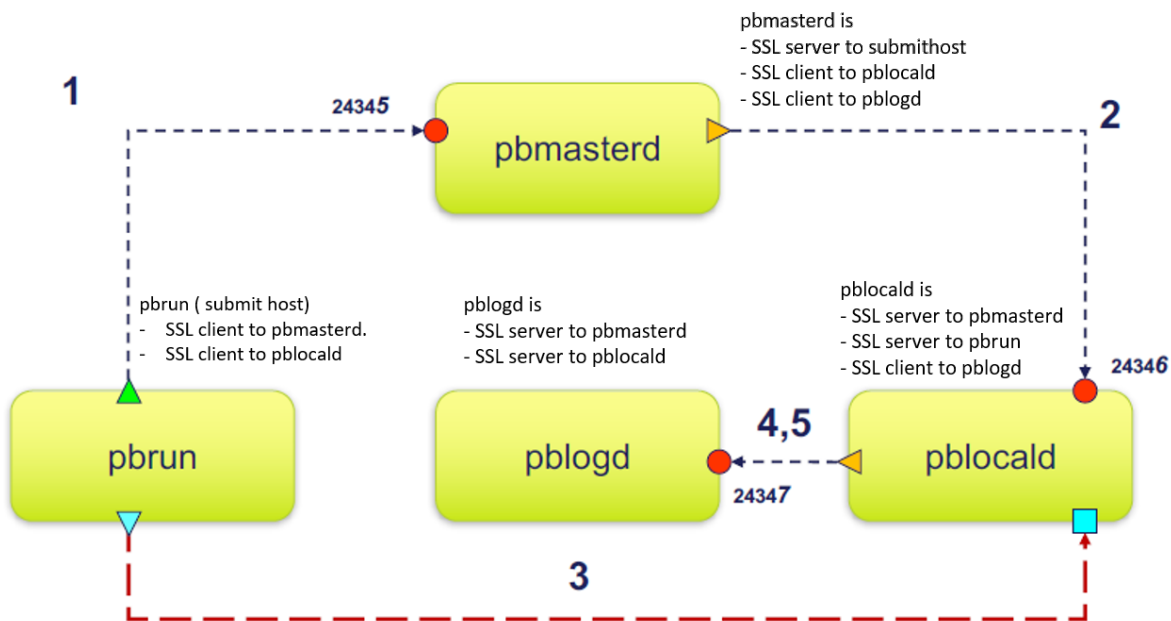 pbmasterd is
- SSL server to submithost
- SSL client to pblocald
- SSL client to pblogd
1
24345
2
pbmasterd
pbrun ( submit host)
- SSL client to pbmasterd.
- SSL client to pblocald
pblogd is
- SSL server to pbmasterd
- SSL server to pblocald
pblocald is
- SSL server to pbmasterd
- SSL server to pbrun
- SSL client to pblogd
24346
4,5
pbrun
pblogd
pblocald
24347
3